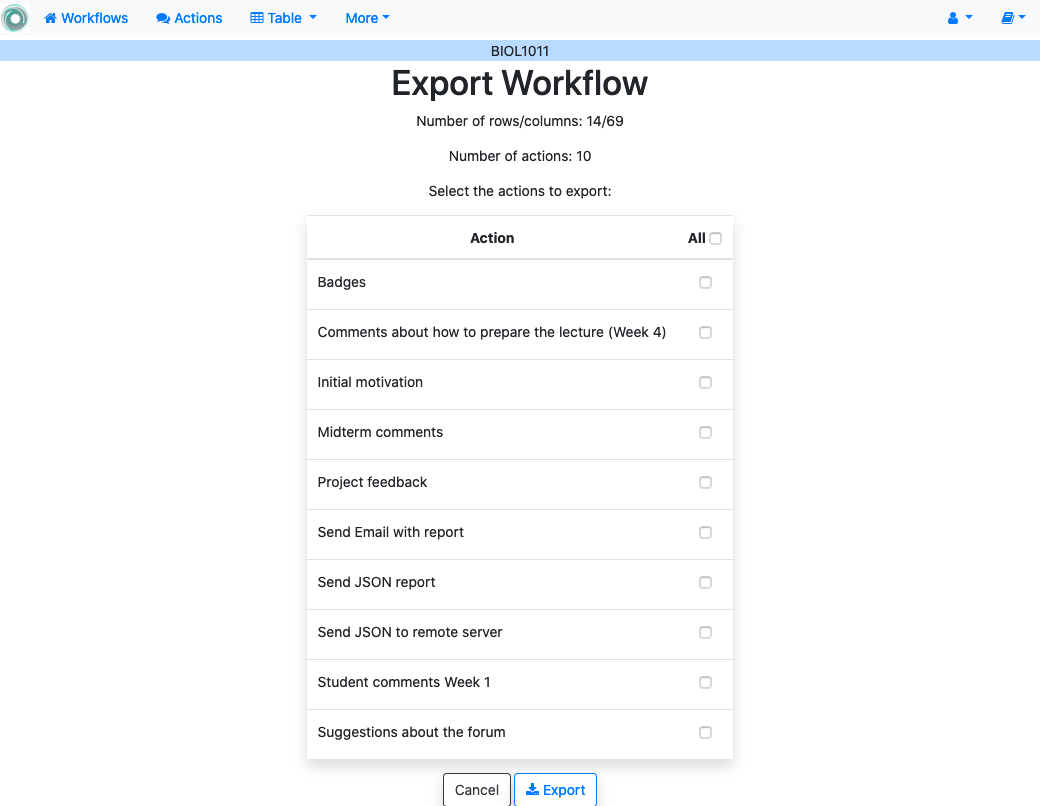 Workflows Actions Table More
BIOL1011
Export Workflow
Number of rows/columns: 14/69
Number of actions: 10
Select the actions to export:
Action All
Badges
Comments about how to prepare the lecture (Week 4)
Initial motivation
Midterm comments
Project feedback
Send Email with report
Send JSON report
Send JSON to remote server
Student comments Week 1
Suggestions about the forum
Cancel Export